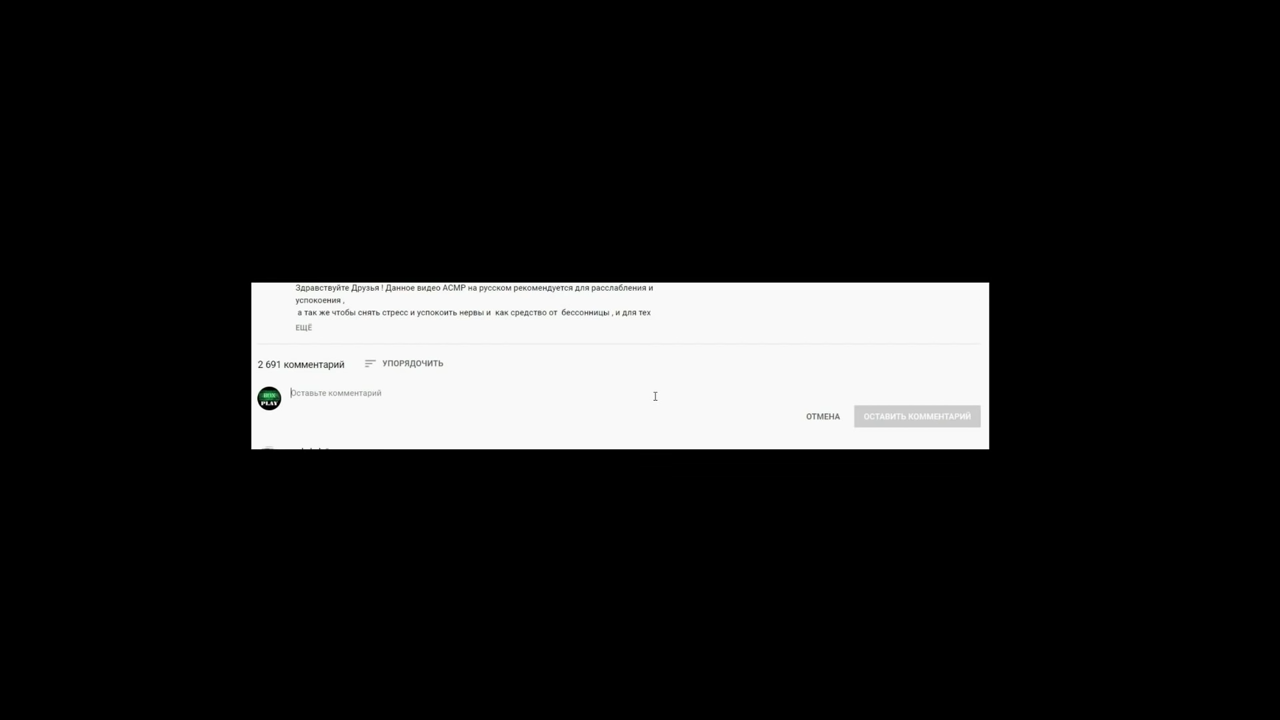 Здравствуйте Друзья ! Данное видео АСМР на русском рекомендуется для расслабления и
успокоения ,
а так же чтобы снять стресс и успокоить нервы и как средство от бессонницы , и для тех
ЕЩЁ
2 691 комментарий
УПОРЯДОЧИТЬ
PLAY
Оставьте комментарий
ОТМЕНА
ОСТАВИТЬ КОММЕНТАРИЙ